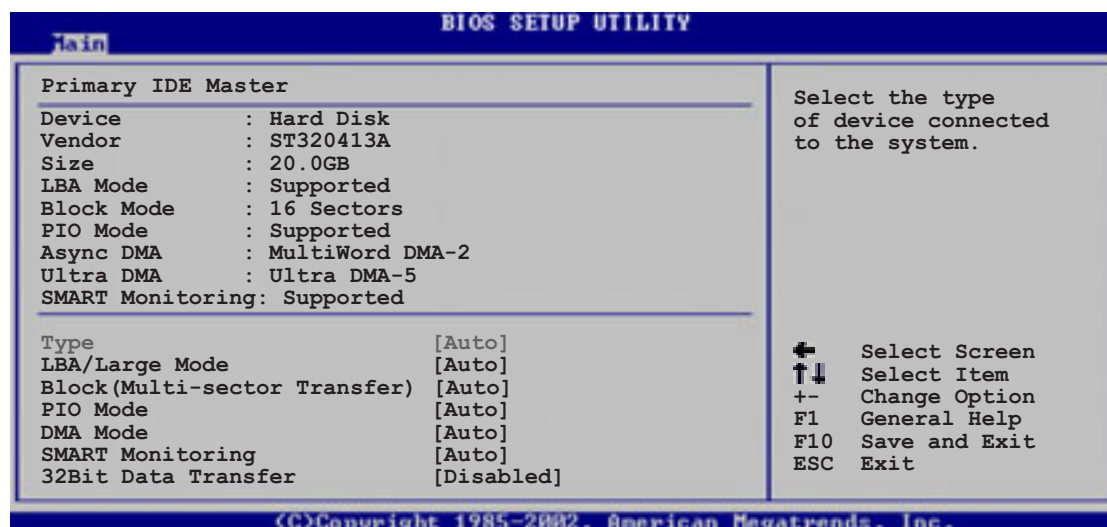 BIOS SETUP UTILITY
Main
Primary IDE Master
Device : Hard Disk
Vendor : ST320413A
Size : 20.0GB
LBA Mode : Supported
Block Mode : 16 Sectors
PIO Mode : Supported
Async DMA : MultiWord DMA-2
Ultra DMA : Ultra DMA-5
SMART Monitoring: Supported
Type [Auto]
LBA/Large Mode [Auto]
Block(Multi-sector Transfer) [Auto]
PIO Mode [Auto]
DMA Mode [Auto]
SMART Monitoring [Auto]
32Bit Data Transfer [Disabled]
Select the type
of device connected
to the system.
← Select Screen
↑↓ Select Item
+- Change Option
F1 General Help
F10 Save and Exit
ESC Exit
(C)Copyright 1985-2002, American Megatrends, Inc.